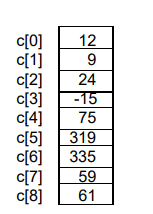 c[0] 12
c[1] 9
c[2] 24
c[3] -15
c[4] 75
c[5] 319
c[6] 335
c[7] 59
c[8] 61